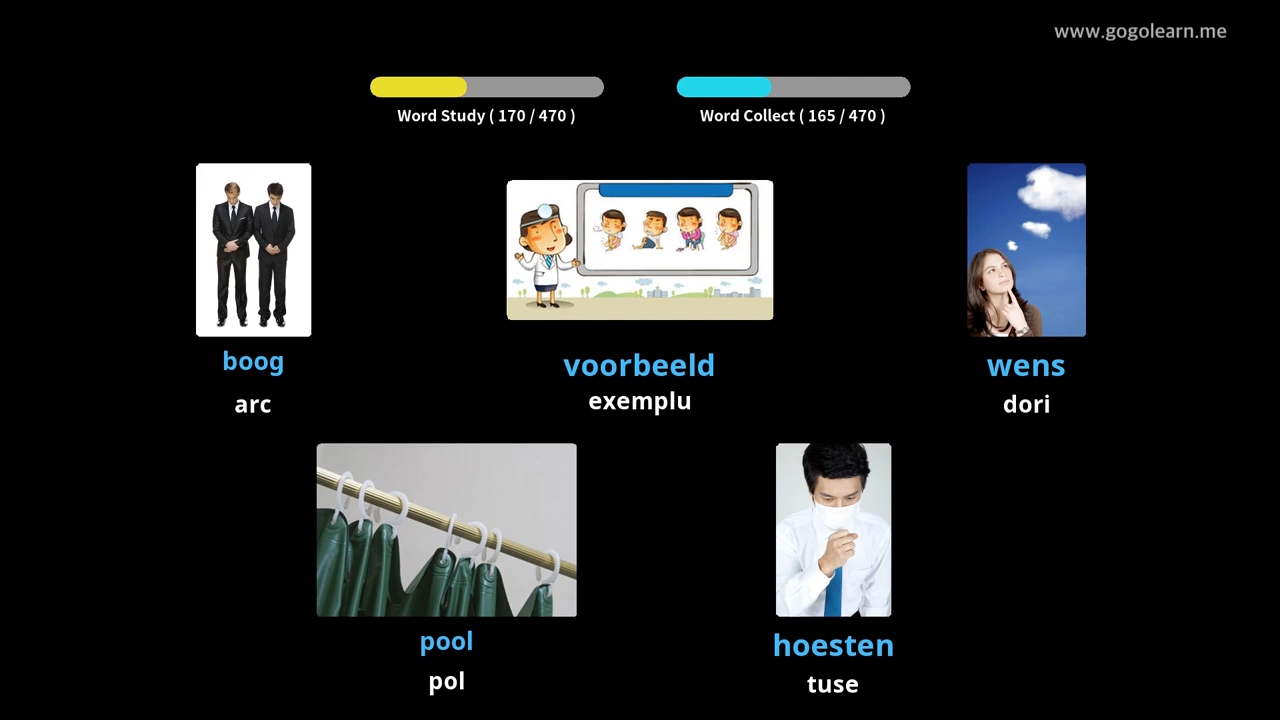 www.gogolearn.me
Word Study ( 170 / 470 )
Word Collect ( 165 / 470 )
boog
arc
voorbeeld
exemplu
wens
dori
pool
pol
hoesten
tuse